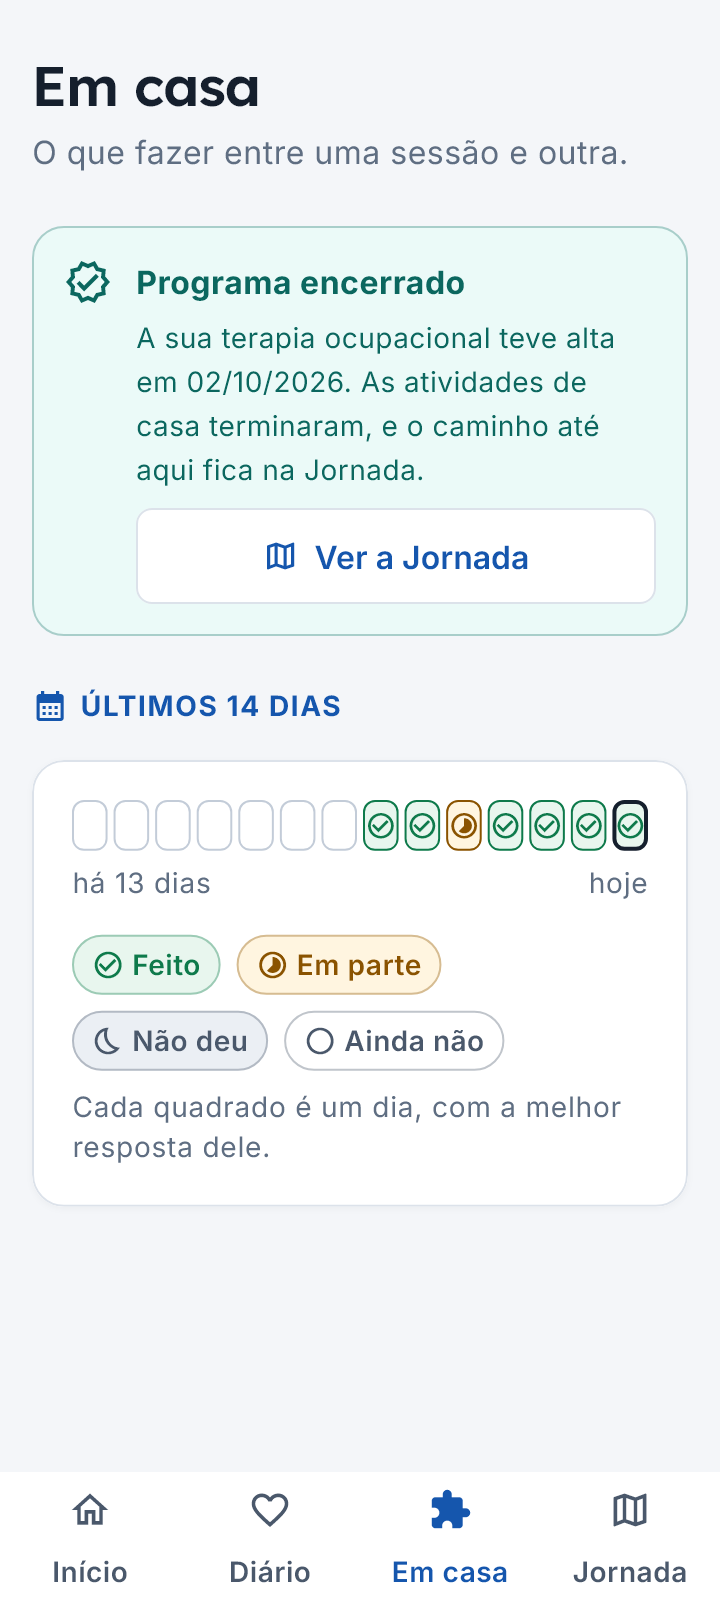 Em casa
O que fazer entre uma sessão e outra.
Programa encerrado
A sua terapia ocupacional teve alta
em 02/10/2026. As atividades de
casa terminaram, e o caminho até
aqui fica na Jornada.
Ver a Jornada
ÚLTIMOS 14 DIAS
há 13 dias
hoje
Feito
Em parte
Não deu
Ainda não
Cada quadrado é um dia, com a melhor
resposta dele.
Início
Diário
Em casa
Jornada